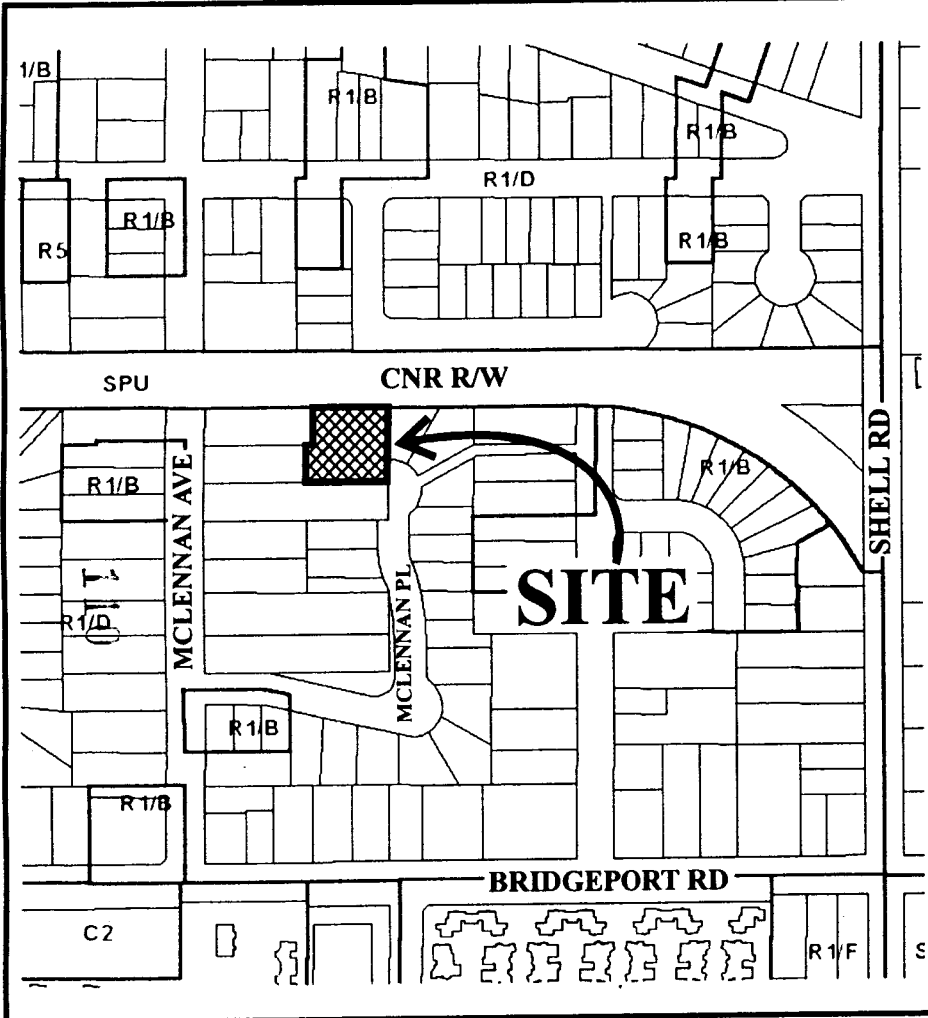 1/B
R1/B
R1/B
R1/D
R1/B
R5
R1/B
SPU
CNR R/W
R1/B
R1/B
MCLENNAN AVE
SHELL RD
SITE
R1/D
MCLENNAN PL
R1/B
R1/B
BRIDGEPORT RD
C2
R1/F